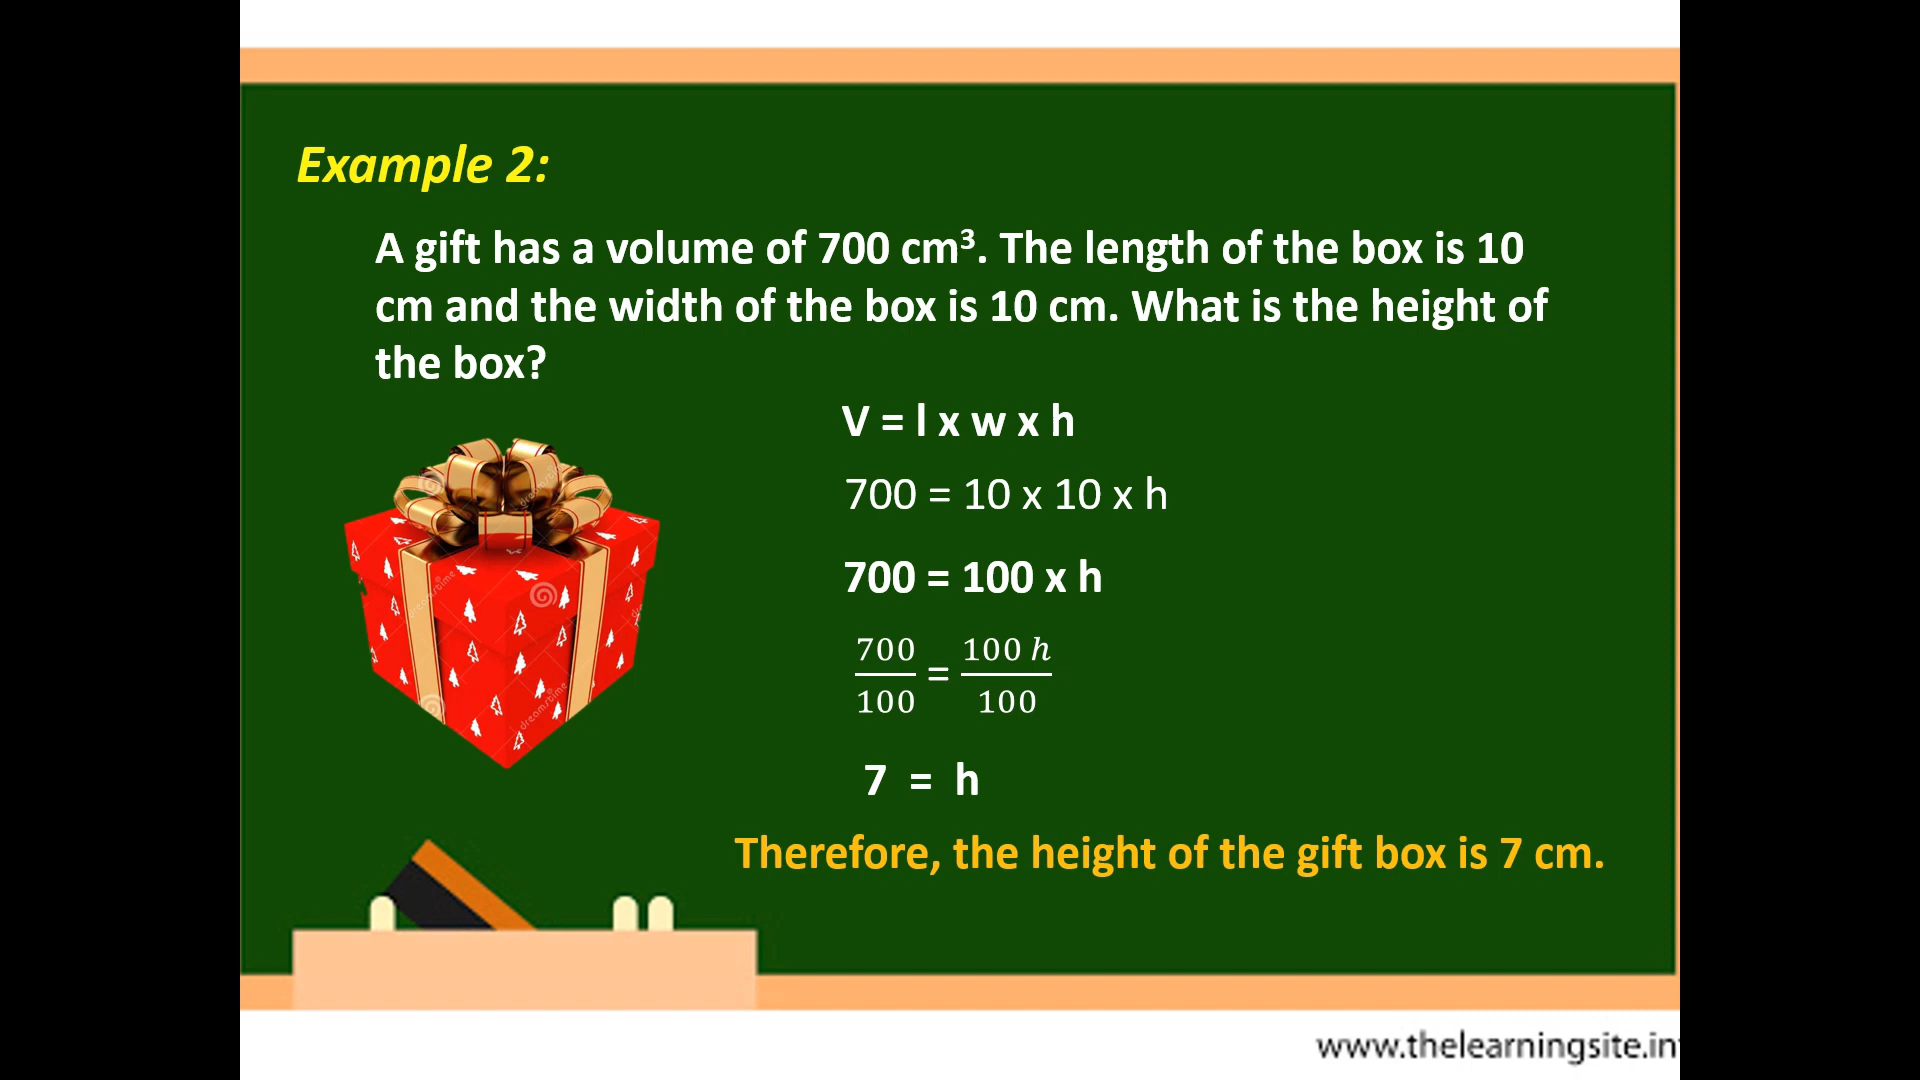 Example 2:
A gift has a volume of 700 cm³. The length of the box is 10
cm and the width of the box is 10 cm. What is the height of
the box?
V = l x w x h
700 = 10 x 10 x h
700 = 100 x h
700/100 = 100 h/100
7 = h
Therefore, the height of the gift box is 7 cm.
www.thelearningsite.in